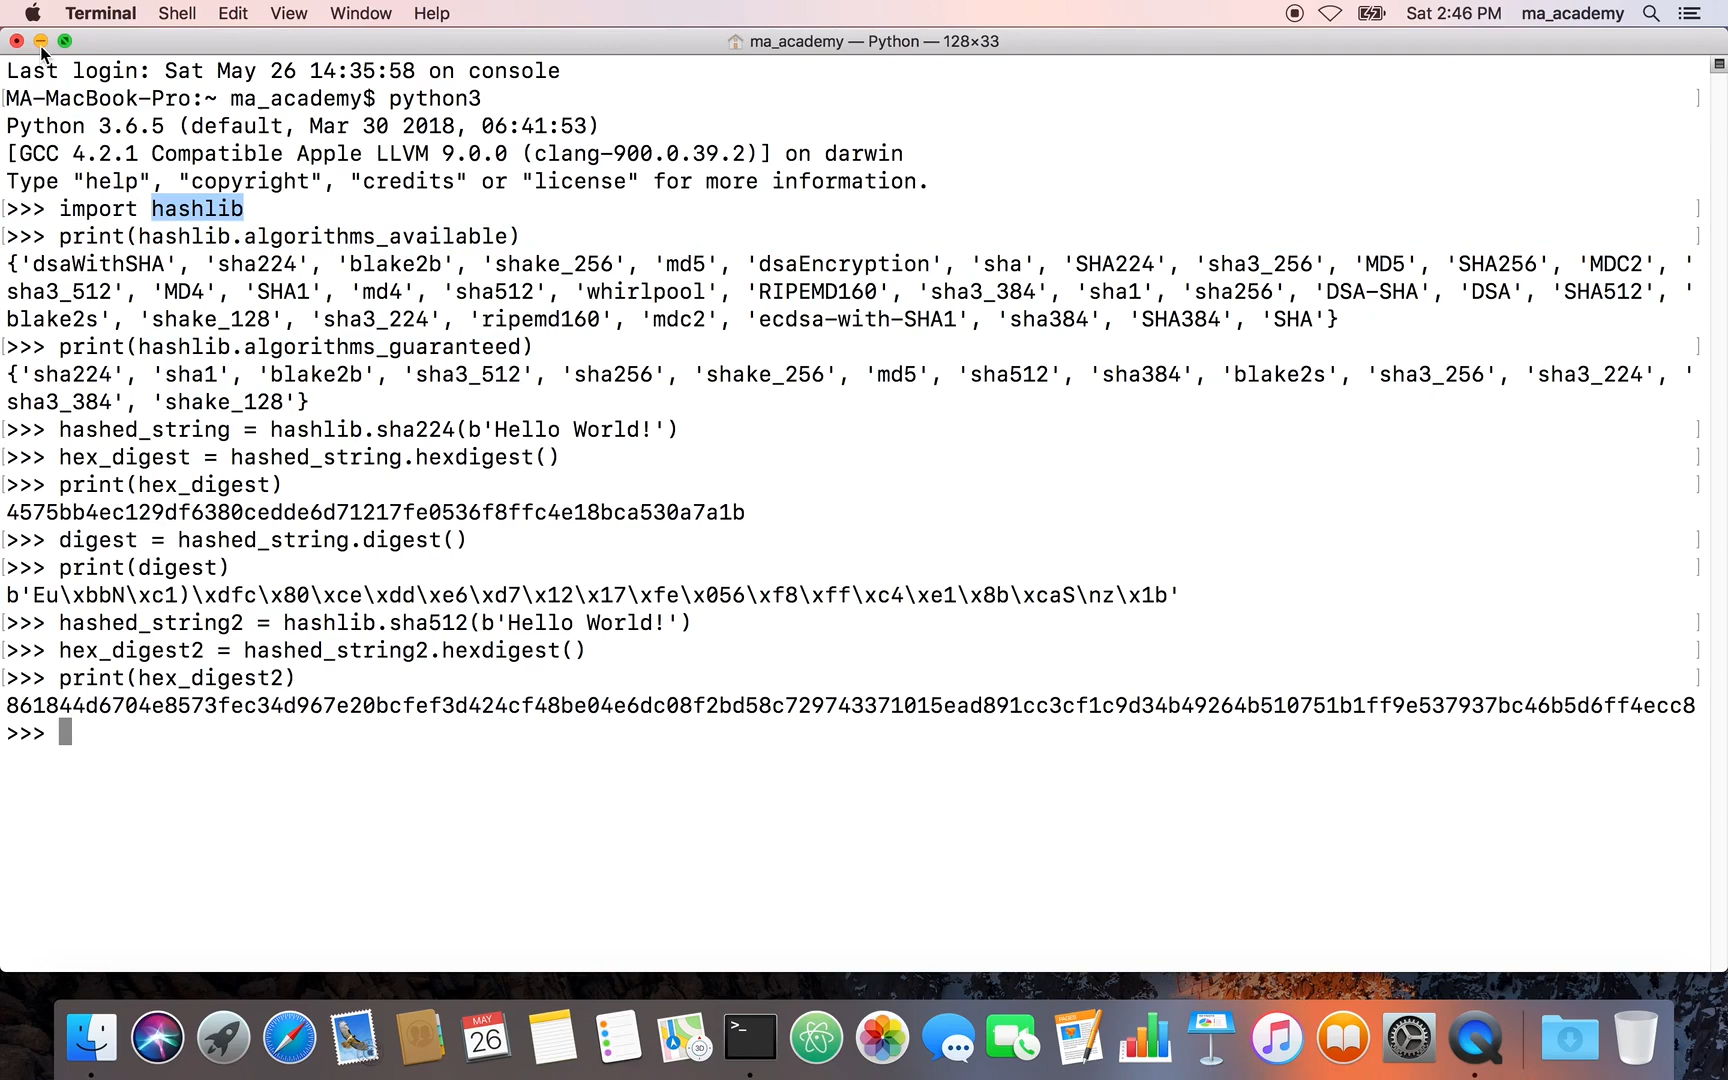 Terminal Shell Edit View Window Help Sat 2:46 PM ma_academy
ma_academy — Python — 128×33
Last login: Sat May 26 14:35:58 on console
[MA-MacBook-Pro:~ ma_academy$ python3 ]
Python 3.6.5 (default, Mar 30 2018, 06:41:53)
[GCC 4.2.1 Compatible Apple LLVM 9.0.0 (clang-900.0.39.2)] on darwin
Type "help", "copyright", "credits" or "license" for more information.
[>>> import hashlib ]
[>>> print(hashlib.algorithms_available) ]
{'dsaWithSHA', 'sha224', 'blake2b', 'shake_256', 'md5', 'dsaEncryption', 'sha', 'SHA224', 'sha3_256', 'MD5', 'SHA256', 'MDC2', '
sha3_512', 'MD4', 'SHA1', 'md4', 'sha512', 'whirlpool', 'RIPEMD160', 'sha3_384', 'sha1', 'sha256', 'DSA-SHA', 'DSA', 'SHA512', '
blake2s', 'shake_128', 'sha3_224', 'ripemd160', 'mdc2', 'ecdsa-with-SHA1', 'sha384', 'SHA384', 'SHA'}
[>>> print(hashlib.algorithms_guaranteed) ]
{'sha224', 'sha1', 'blake2b', 'sha3_512', 'sha256', 'shake_256', 'md5', 'sha512', 'sha384', 'blake2s', 'sha3_256', 'sha3_224', '
sha3_384', 'shake_128'}
[>>> hashed_string = hashlib.sha224(b'Hello World!') ]
[>>> hex_digest = hashed_string.hexdigest() ]
[>>> print(hex_digest) ]
4575bb4ec129df6380cedde6d71217fe0536f8ffc4e18bca530a7a1b
[>>> digest = hashed_string.digest() ]
[>>> print(digest) ]
b'Eu\xbbN\xc1)\xdfc\x80\xce\xdd\xe6\xd7\x12\x17\xfe\x056\xf8\xff\xc4\xe1\x8b\xcaS\nz\x1b'
[>>> hashed_string2 = hashlib.sha512(b'Hello World!') ]
[>>> hex_digest2 = hashed_string2.hexdigest() ]
[>>> print(hex_digest2) ]
861844d6704e8573fec34d967e20bcfef3d424cf48be04e6dc08f2bd58c729743371015ead891cc3cf1c9d34b49264b510751b1ff9e537937bc46b5d6ff4ecc8
>>>
MAY
26
>_
3D